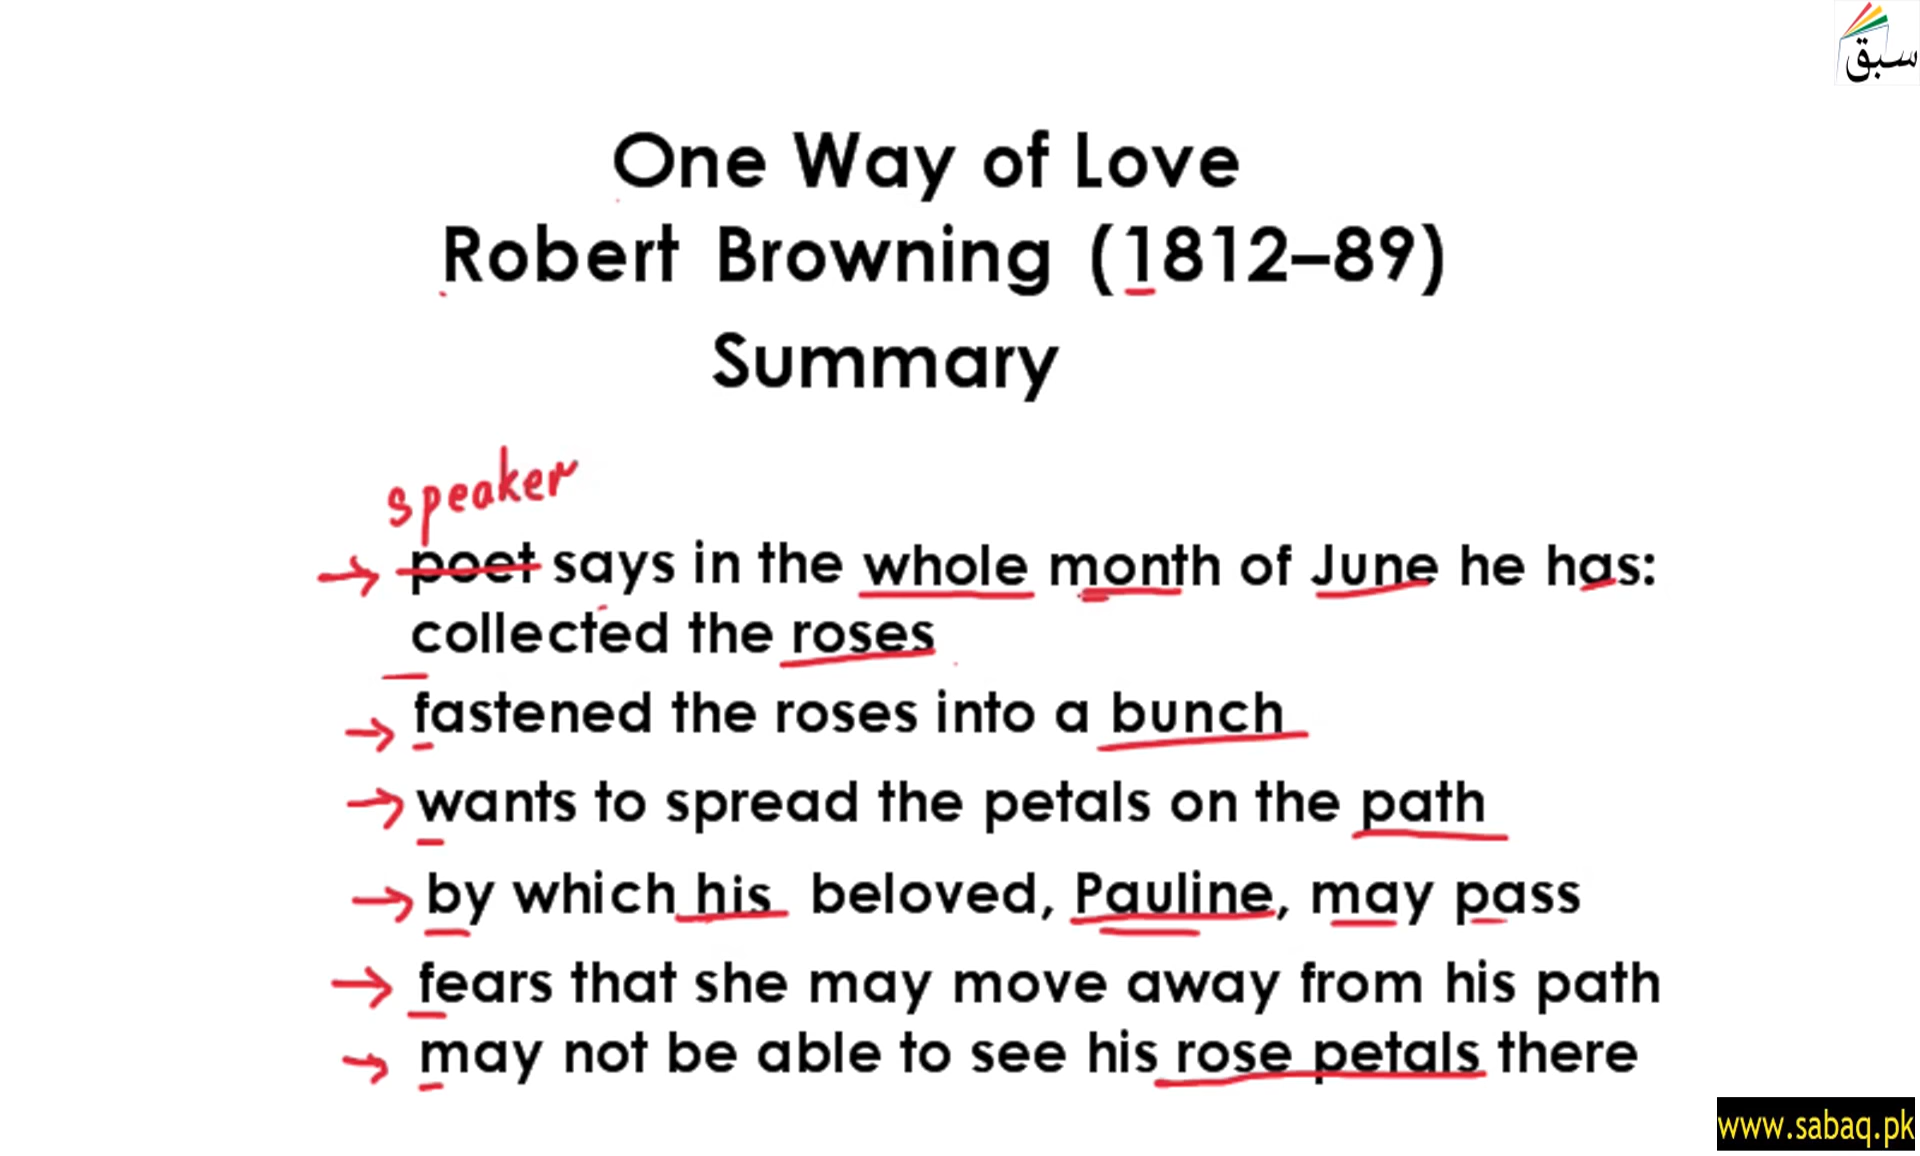 سبق
One Way of Love
Robert Browning (1812–89)
Summary
speaker
poet says in the whole month of June he has:
collected the roses
fastened the roses into a bunch
wants to spread the petals on the path
by which his beloved, Pauline, may pass
fears that she may move away from his path
may not be able to see his rose petals there
www.sabaq.pk